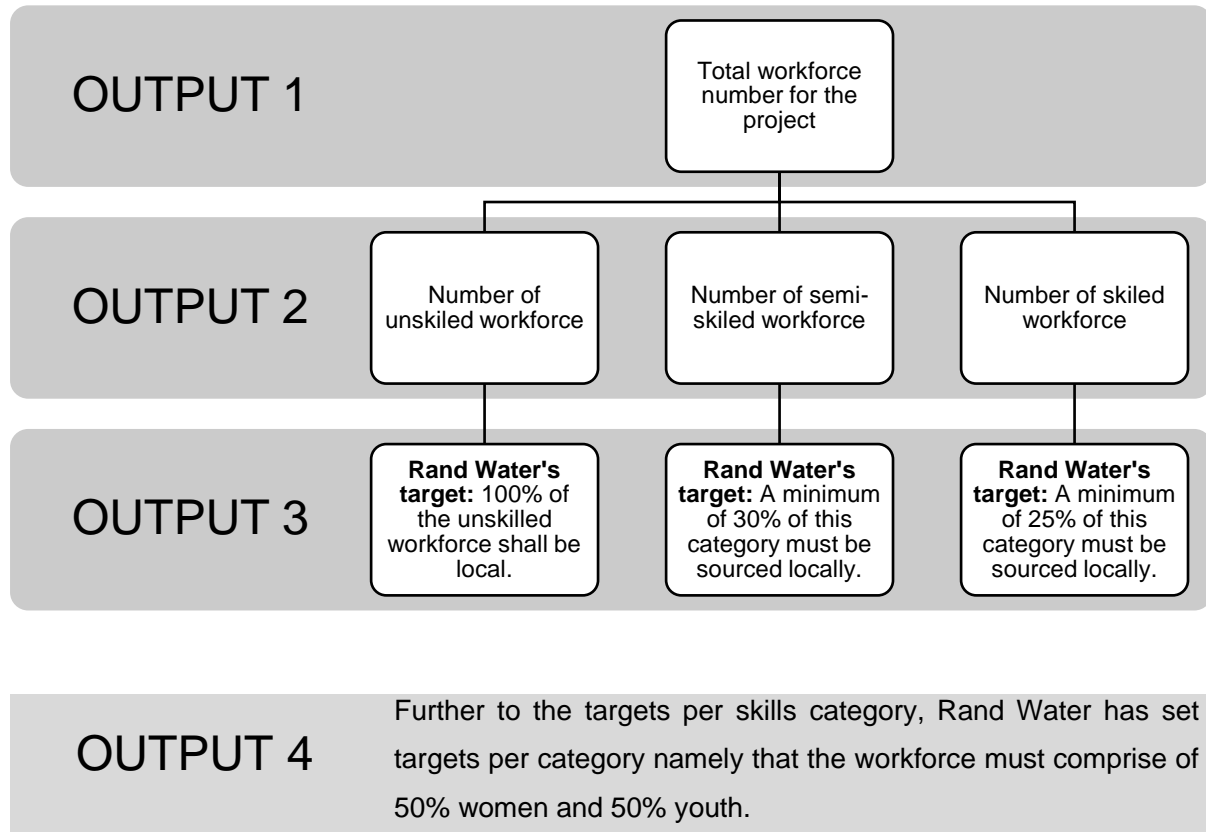 OUTPUT 1
Total workforce
number for the
project
OUTPUT 2
Number of
unskiled workforce
Number of semi-
skiled workforce
Number of skiled
workforce
OUTPUT 3
Rand Water's
target: 100% of
the unskilled
workforce shall be
local.
Rand Water's
target: A minimum
of 30% of this
category must be
sourced locally.
Rand Water's
target: A minimum
of 25% of this
category must be
sourced locally.
OUTPUT 4
Further to the targets per skills category, Rand Water has set
targets per category namely that the workforce must comprise of
50% women and 50% youth.